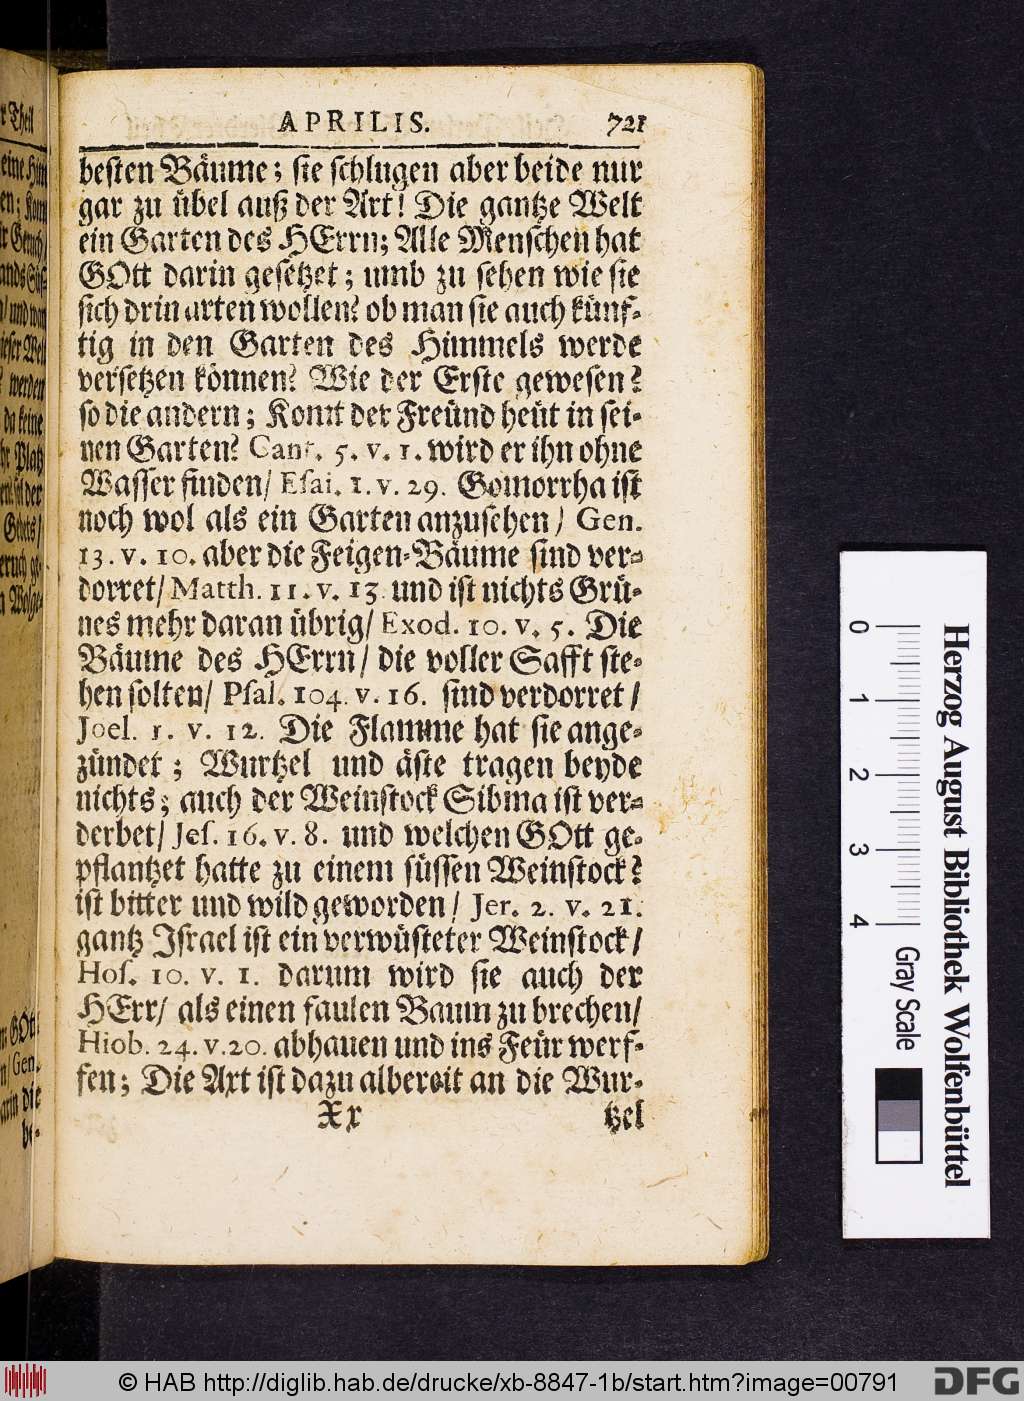 APRILIS. 721
besten Bäume; sie schlugen aber beide nur
gar zu übel auß der Art! Die gantze Welt
ein Garten des HErrn; Alle Menschen hat
GOtt darin gesetzet; umb zu sehen wie sie
sich drin arten wollen? ob man sie auch künf-
tig in den Garten des Himmels werde
versetzen können? Wie der Erste gewesen?
so die andern; Komt der Freünd heüt in sei-
nen Garten? Cant. 5. v. 1. wird er ihn ohne
Wasser finden/ Esai. 1. v. 29. Gomorrha ist
noch wol als ein Garten anzusehen/ Gen.
13. v. 10. aber die Feigen-Bäume sind ver-
dorret/ Matth. 11. v. 13. und ist nichts Grü-
nes mehr daran übrig/ Exod. 10. v. 5. Die
Bäume des HErrn/ die voller Safft ste-
hen solten/ Psal. 104. v. 16. sind verdorret/
Joel. 1. v. 12. Die Flamme hat sie ange-
zündet; Wurtzel und äste tragen beyde
nichts; auch der Weinstock Sibma ist ver-
derbet/ Jes. 16. v. 8. und welchen GOtt ge-
pflantzet hatte zu einem süssen Weinstock?
ist bitter und wild geworden/ Jer. 2. v. 21.
gantz Israel ist ein verwüsteter Weinstock/
Hos. 10. v. 1. darum wird sie auch der
HErr/ als einen faulen Baum zu brechen/
Hiob. 24. v. 20. abhauen und ins Feür werf-
fen; Die Axt ist dazu albereit an die Wur-
Xx tzel
r Theil
werden
da keine
Platz
Gebets/
GOtt
Gen.
die
be-
0 1 2 3 4
Gray Scale
Herzog August Bibliothek Wolfenbüttel
© HAB http://diglib.hab.de/drucke/xb-8847-1b/start.htm?image=00791
DFG